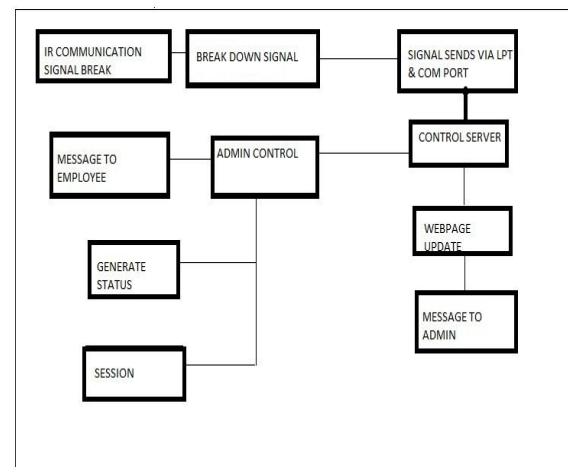 IR COMMUNICATION
SIGNAL BREAK
BREAK DOWN SIGNAL
SIGNAL SENDS VIA LPT
& COM PORT
MESSAGE TO
EMPLOYEE
ADMIN CONTROL
CONTROL SERVER
GENERATE
STATUS
WEBPAGE
UPDATE
SESSION
MESSAGE TO
ADMIN